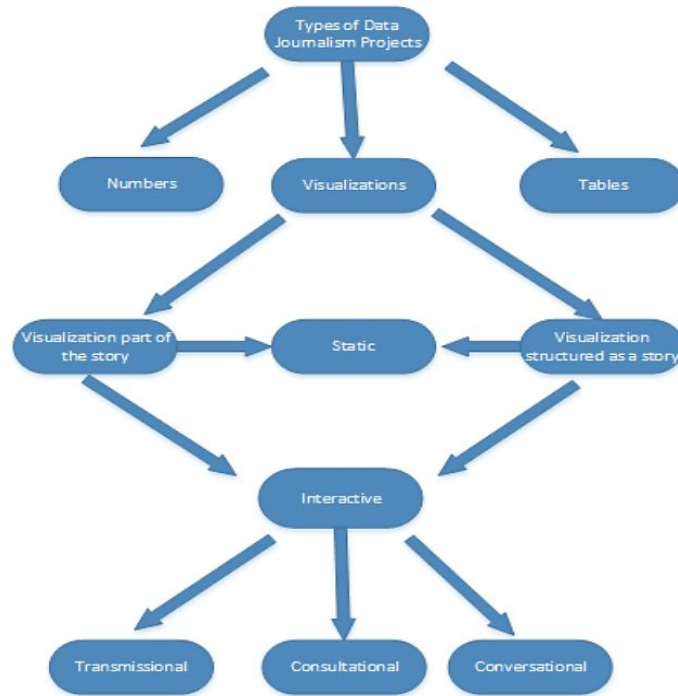 Types of Data
Journalism Projects
Numbers
Visualizations
Tables
Visualization part of
the story
Static
Visualization
structured as a story
Interactive
Transmissional
Consultational
Conversational